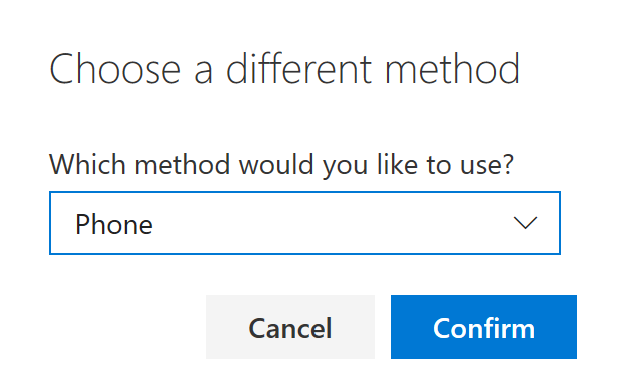 Choose a different method
Which method would you like to use?
Phone
Cancel
Confirm